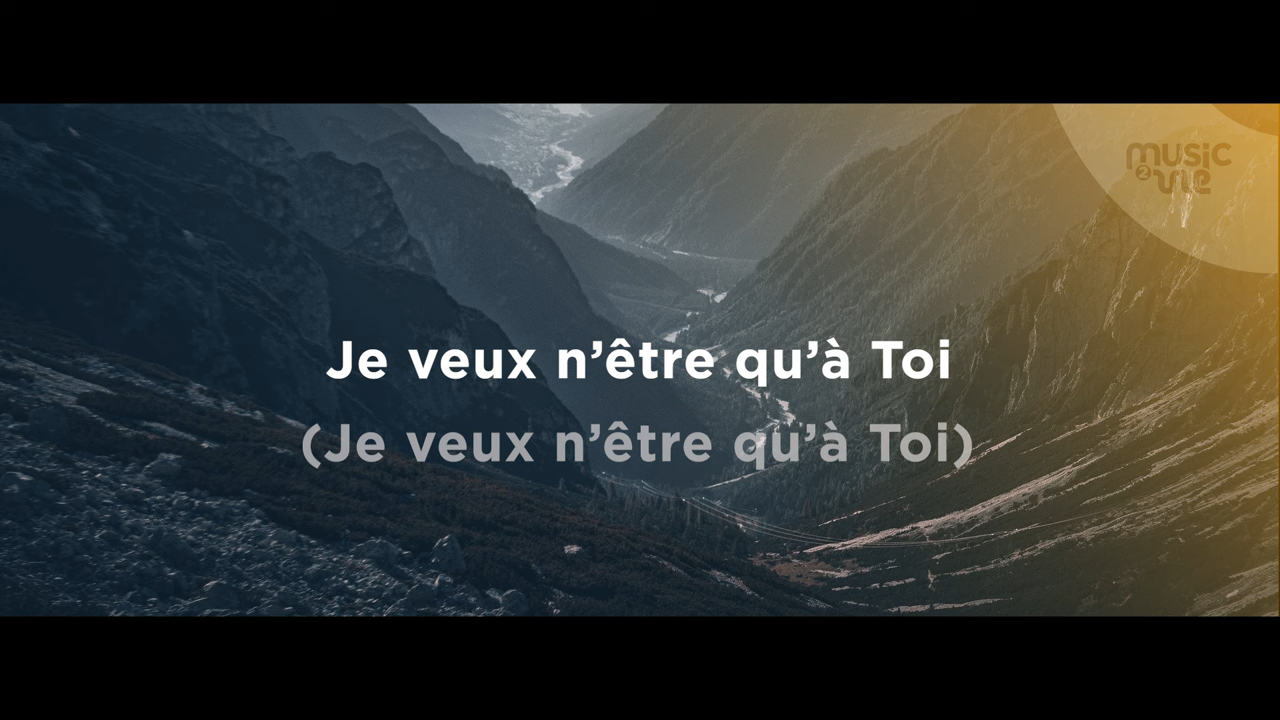 music
2 vie
Je veux n’être qu’à Toi
(Je veux n’être qu’à Toi)